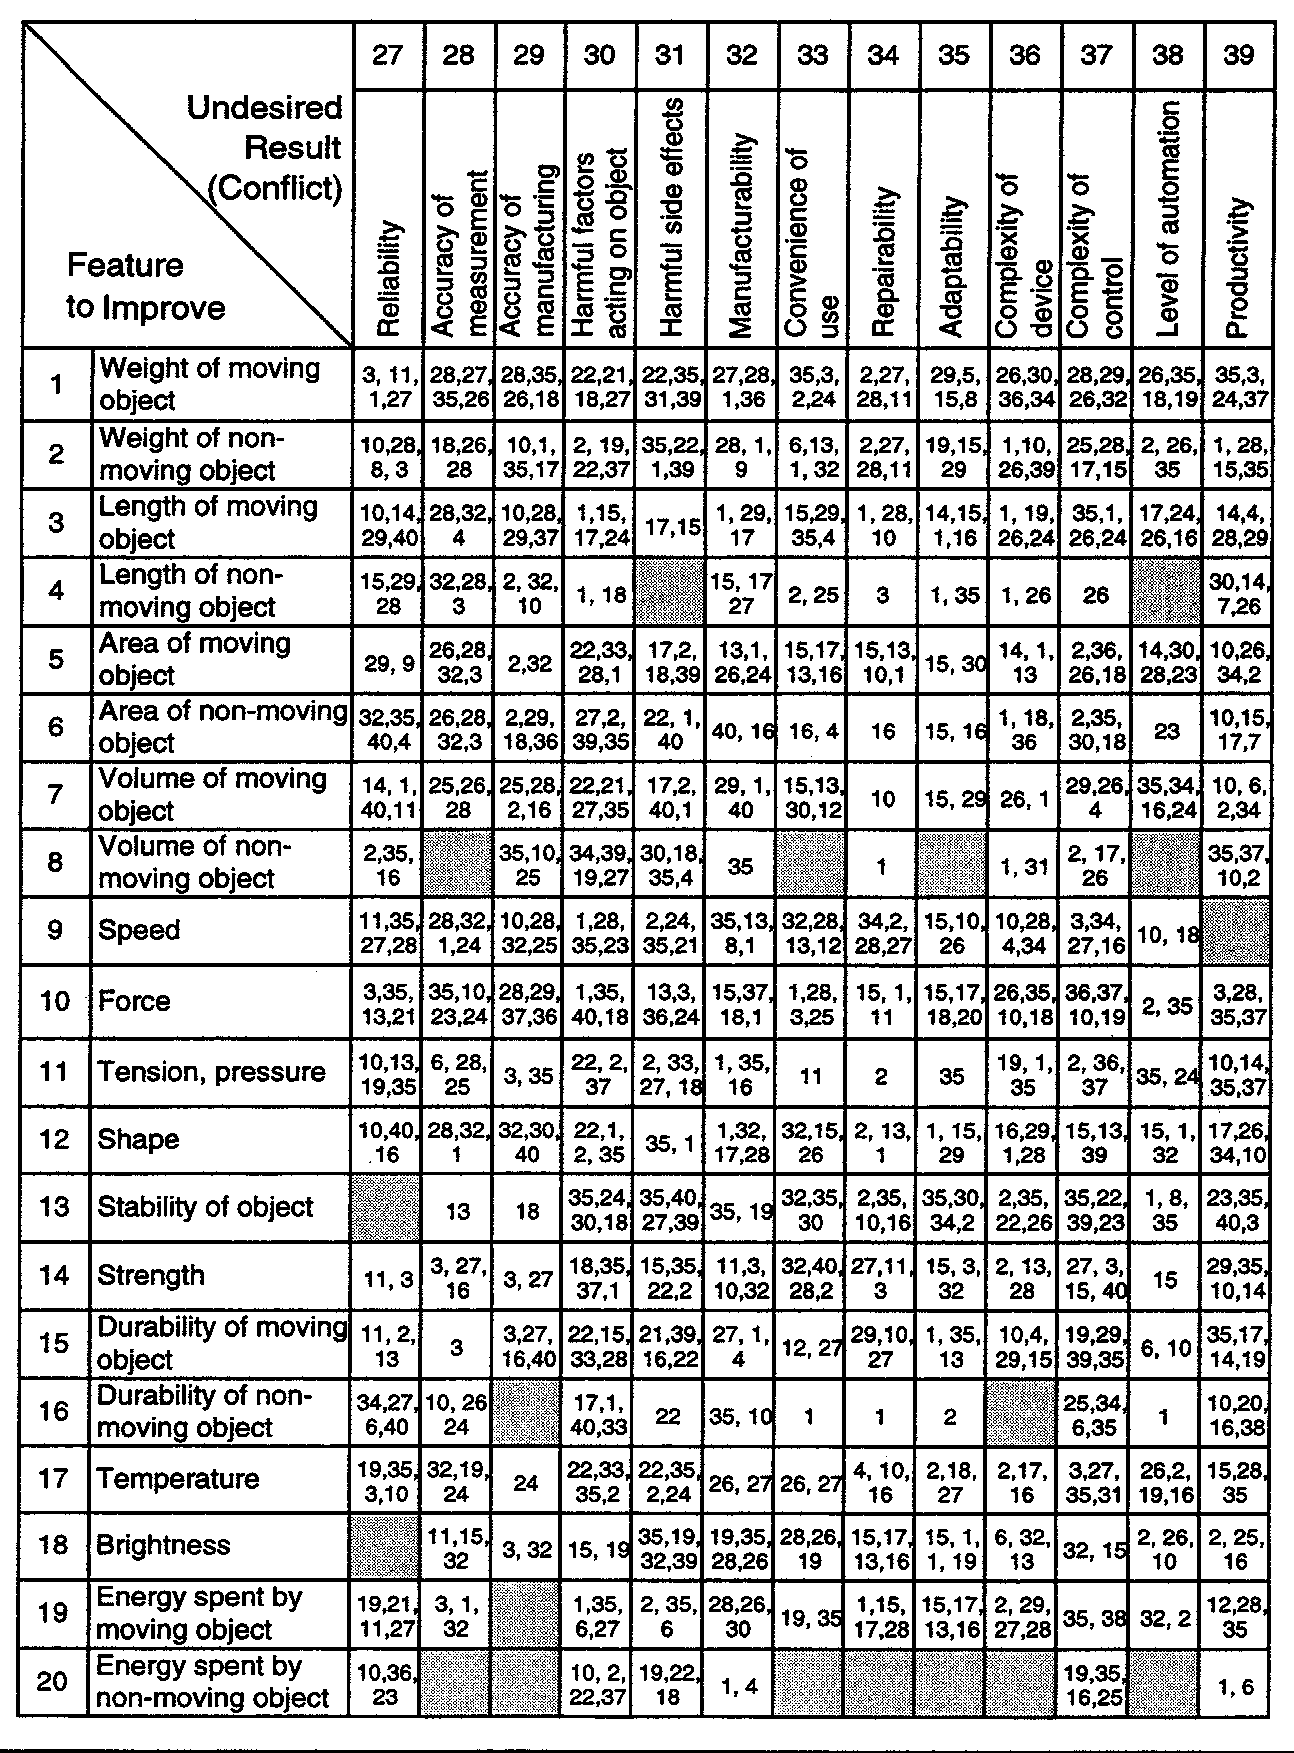 27 28 29 30 31 32 33 34 35 36 37 38 39
Undesired
Result
(Conflict)
Feature
to Improve
Reliability
Accuracy of
measurement
Accuracy of
manufacturing
Harmful factors
acting on object
Harmful side effects
Manufacturability
Convenience of
use
Repairability
Adaptability
Complexity of
device
Complexity of
control
Level of automation
Productivity
1 Weight of moving object 3, 11, 28,27, 28,35, 22,21, 22,35, 27,28, 35,3, 2,27, 29,5, 26,30, 28,29, 26,35, 35,3,
1,27 35,26 26,18 18,27 31,39 1,36 2,24 28,11 15,8 36,34 26,32 18,19 24,37
2 Weight of non-moving object 10,28, 18,26, 10,1, 2, 19, 35,22, 28, 1, 6,13, 2,27, 19,15, 1,10, 25,28, 2, 26, 1, 28,
8, 3 28 35,17 22,37 1,39 9 1, 32 28,11 29 26,39 17,15 35 15,35
3 Length of moving object 10,14, 28,32, 10,28, 1,15, 17,15 1, 29, 15,29, 1, 28, 14,15, 1, 19, 35,1, 17,24, 14,4,
29,40 4 29,37 17,24 17 35,4 10 1,16 26,24 26,24 26,16 28,29
4 Length of non-moving object 15,29, 32,28, 2, 32, 1, 18 15, 17 2, 25 3 1, 35 1, 26 26 30,14,
28 3 10 27 7,26
5 Area of moving object 29, 9 26,28, 2,32 22,33, 17,2, 13,1, 15,17, 15,13, 15, 30 14, 1, 2,36, 14,30, 10,26,
32,3 28,1 18,39 26,24 13,16 10,1 13 26,18 28,23 34,2
6 Area of non-moving object 32,35, 26,28, 2,29, 27,2, 22, 1, 40, 16 16, 4 16 15, 16 1, 18, 2,35, 23 10,15,
40,4 32,3 18,36 39,35 40 36 30,18 17,7
7 Volume of moving object 14, 1, 25,26, 25,28, 22,21, 17,2, 29, 1, 15,13, 10 15, 29 26, 1 29,26, 35,34, 10, 6,
40,11 28 2,16 27,35 40,1 40 30,12 4 16,24 2,34
8 Volume of non-moving object 2,35, 35,10, 34,39, 30,18, 35 1 1, 31 2, 17, 35,37,
16 25 19,27 35,4 26 10,2
9 Speed 11,35, 28,32, 10,28, 1,28, 2,24, 35,13, 32,28, 34,2, 15,10, 10,28, 3,34, 10, 18
27,28 1,24 32,25 35,23 35,21 8,1 13,12 28,27 26 4,34 27,16
10 Force 3,35, 35,10, 28,29, 1,35, 13,3, 15,37, 1,28, 15, 1, 15,17, 26,35, 36,37, 2, 35 3,28,
13,21 23,24 37,36 40,18 36,24 18,1 3,25 11 18,20 10,18 10,19 35,37
11 Tension, pressure 10,13, 6, 28, 3, 35 22, 2, 2, 33, 1, 35, 11 2 35 19, 1, 2, 36, 35, 24 10,14,
19,35 25 37 27, 18 16 35 37 35,37
12 Shape 10,40, 28,32, 32,30, 22,1, 35, 1 1,32, 32,15, 2, 13, 1, 15, 16,29, 15,13, 15, 1, 17,26,
16 1 40 2, 35 17,28 26 1 29 1,28 39 32 34,10
13 Stability of object 13 18 35,24, 35,40, 35, 19 32,35, 2,35, 35,30, 2,35, 35,22, 1, 8, 23,35,
30,18 27,39 30 10,16 34,2 22,26 39,23 35 40,3
14 Strength 11, 3 3, 27, 3, 27 18,35, 15,35, 11,3, 32,40, 27,11, 15, 3, 2, 13, 27, 3, 15 29,35,
16 37,1 22,2 10,32 28,2 3 32 28 15, 40 10,14
15 Durability of moving object 11, 2, 3 3,27, 22,15, 21,39, 27, 1, 12, 27 29,10, 1, 35, 10,4, 19,29, 6, 10 35,17,
13 16,40 33,28 16,22 4 27 13 29,15 39,35 14,19
16 Durability of non-moving object 34,27, 10, 26 17,1, 22 35, 10 1 1 2 25,34, 1 10,20,
6,40 24 40,33 6,35 16,38
17 Temperature 19,35, 32,19, 24 22,33, 22,35, 26, 27 26, 27 4, 10, 2,18, 2,17, 3,27, 26,2, 15,28,
3,10 24 35,2 2,24 16 27 16 35,31 19,16 35
18 Brightness 11,15, 3, 32 15, 19 35,19, 19,35, 28,26, 15,17, 15, 1, 6, 32, 32, 15 2, 26, 2, 25,
32 32,39 28,26 19 13,16 1, 19 13 10 16
19 Energy spent by moving object 19,21, 3, 1, 1,35, 2, 35, 28,26, 19, 35 1,15, 15,17, 2, 29, 35, 38 32, 2 12,28,
11,27 32 6,27 6 30 17,28 13,16 27,28 35
20 Energy spent by non-moving object 10,36, 10, 2, 19,22, 1, 4 19,35, 1, 6
23 22,37 18 16,25